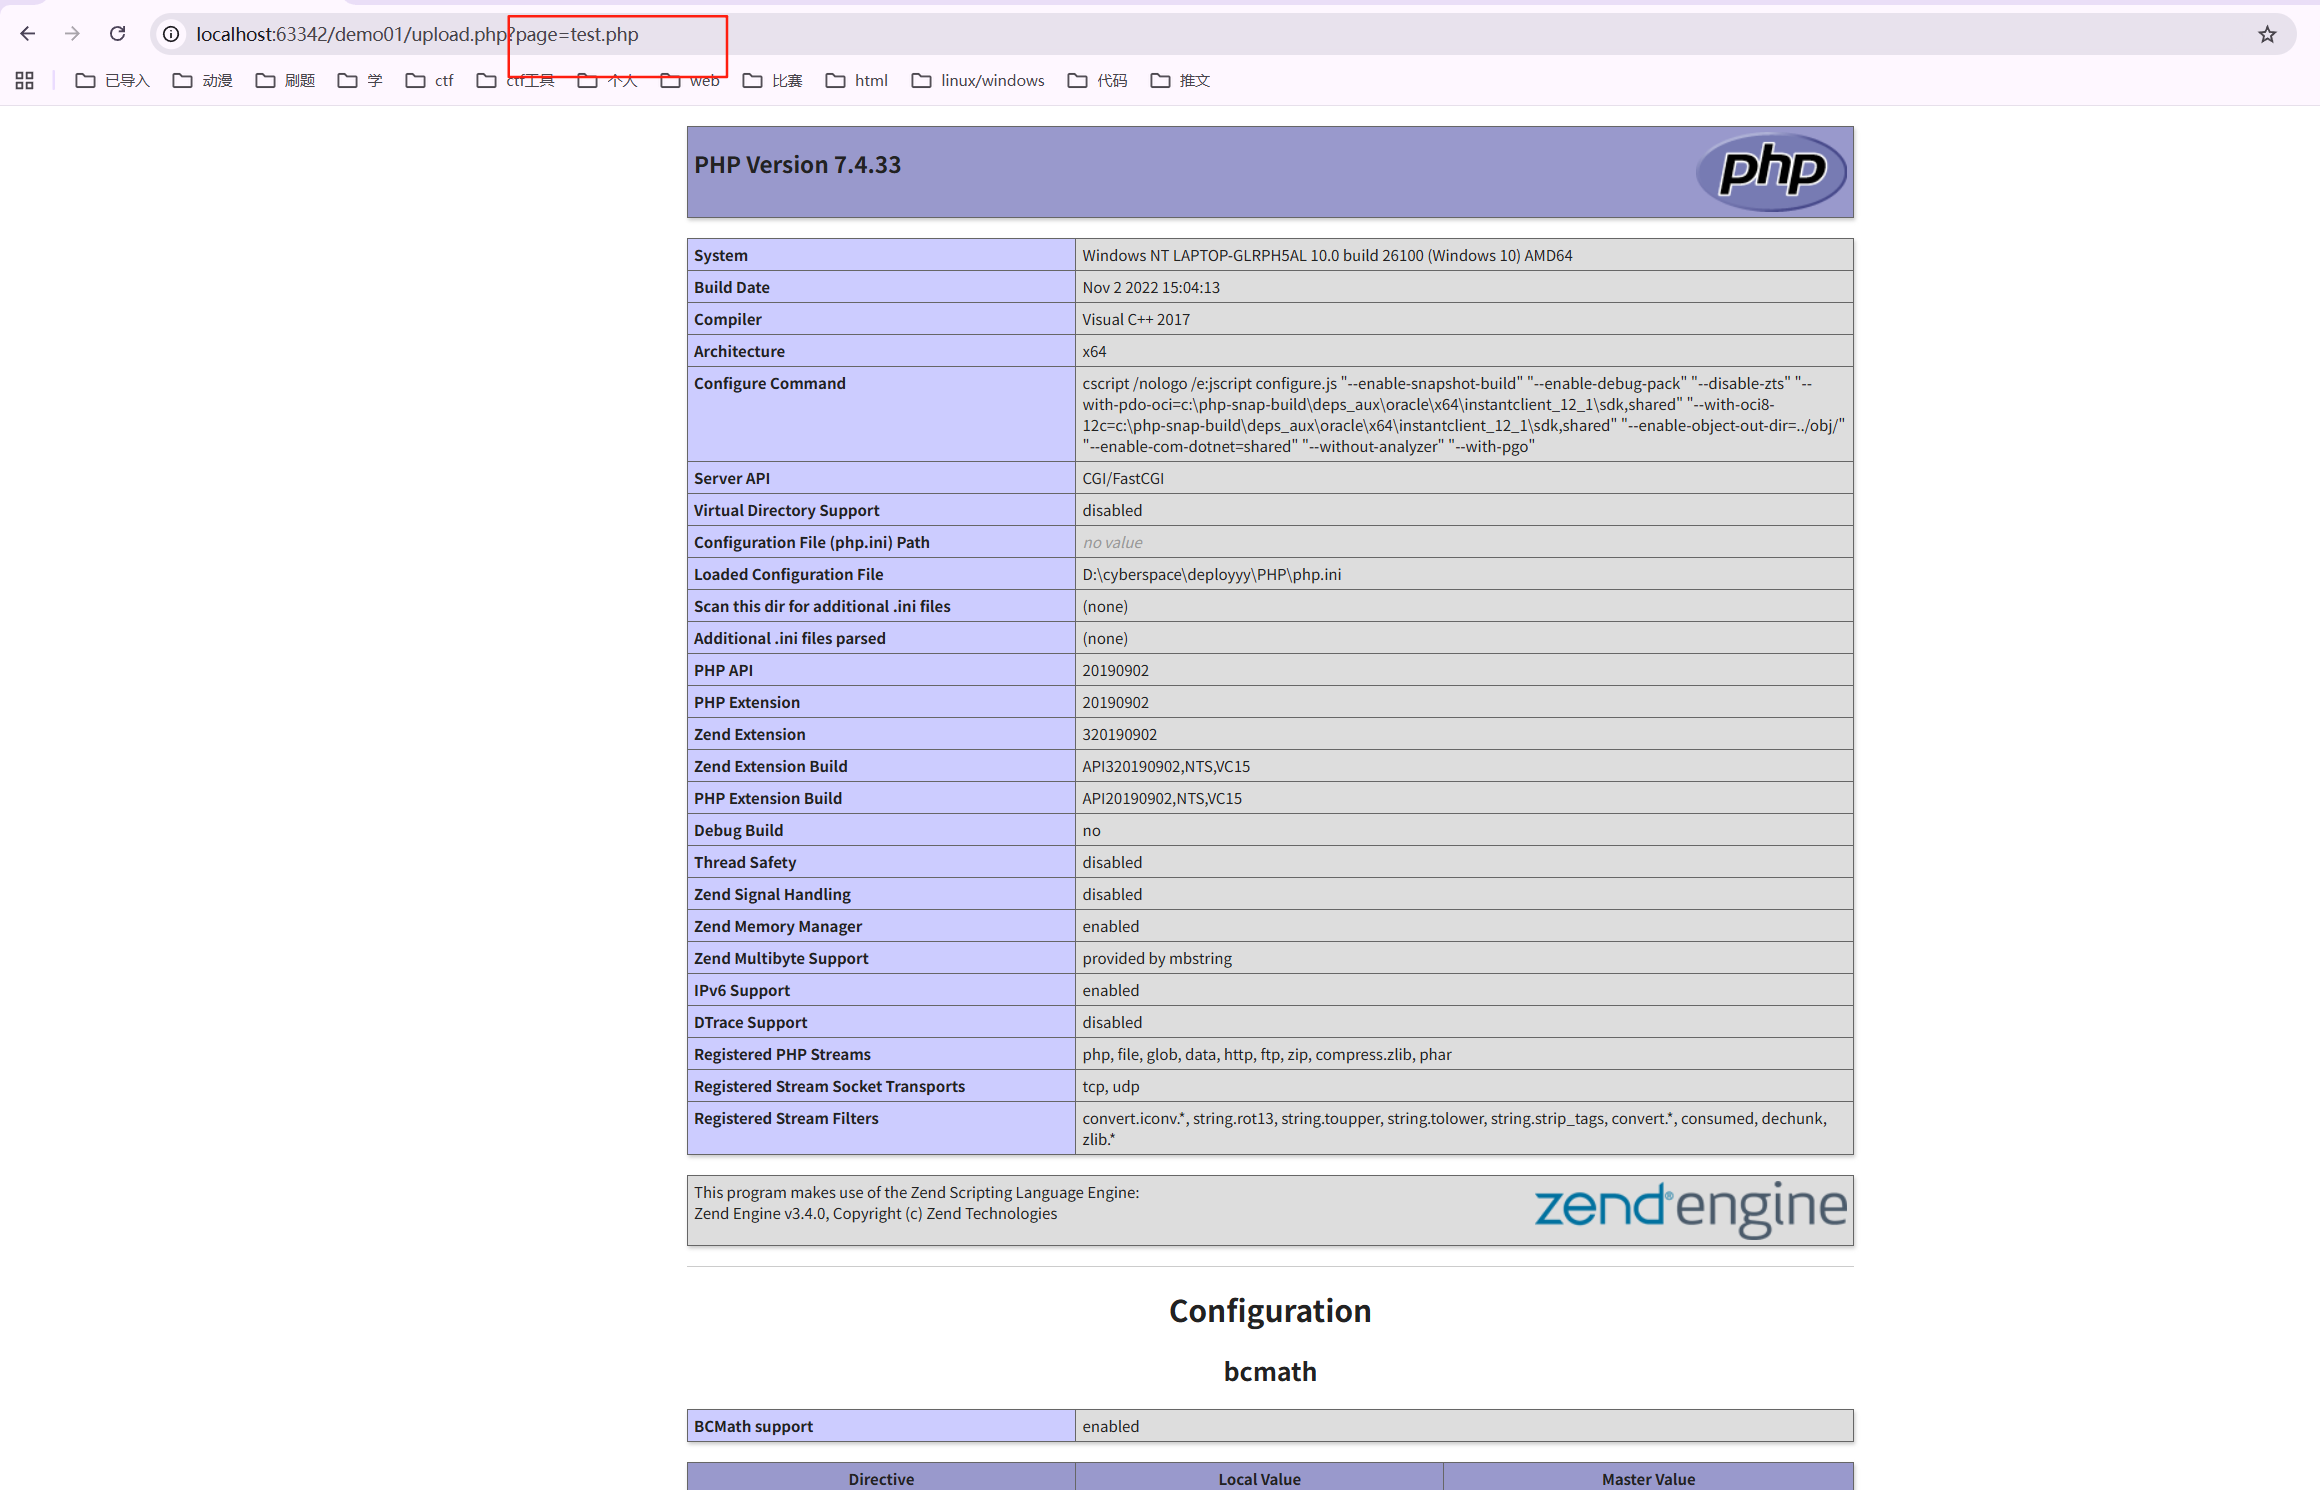 localhost:63342/demo01/upload.php?page=test.php
已导入 动漫 刷题 学 ctf ctf工具 个人 web 比赛 html linux/windows 代码 推文
PHP Version 7.4.33
php
System Windows NT LAPTOP-GLRPH5AL 10.0 build 26100 (Windows 10) AMD64
Build Date Nov 2 2022 15:04:13
Compiler Visual C++ 2017
Architecture x64
Configure Command cscript /nologo /e:jscript configure.js "--enable-snapshot-build" "--enable-debug-pack" "--disable-zts" "--
with-pdo-oci=c:\php-snap-build\deps_aux\oracle\x64\instantclient_12_1\sdk,shared" "--with-oci8-
12c=c:\php-snap-build\deps_aux\oracle\x64\instantclient_12_1\sdk,shared" "--enable-object-out-dir=../obj/"
"--enable-com-dotnet=shared" "--without-analyzer" "--with-pgo"
Server API CGI/FastCGI
Virtual Directory Support disabled
Configuration File (php.ini) Path no value
Loaded Configuration File D:\cyberspace\deployyy\PHP\php.ini
Scan this dir for additional .ini files (none)
Additional .ini files parsed (none)
PHP API 20190902
PHP Extension 20190902
Zend Extension 320190902
Zend Extension Build API320190902,NTS,VC15
PHP Extension Build API20190902,NTS,VC15
Debug Build no
Thread Safety disabled
Zend Signal Handling disabled
Zend Memory Manager enabled
Zend Multibyte Support provided by mbstring
IPv6 Support enabled
DTrace Support disabled
Registered PHP Streams php, file, glob, data, http, ftp, zip, compress.zlib, phar
Registered Stream Socket Transports tcp, udp
Registered Stream Filters convert.iconv.*, string.rot13, string.toupper, string.tolower, string.strip_tags, convert.*, consumed, dechunk,
zlib.*
This program makes use of the Zend Scripting Language Engine:
Zend Engine v3.4.0, Copyright (c) Zend Technologies
zend® engine
Configuration
bcmath
BCMath support enabled
Directive Local Value Master Value